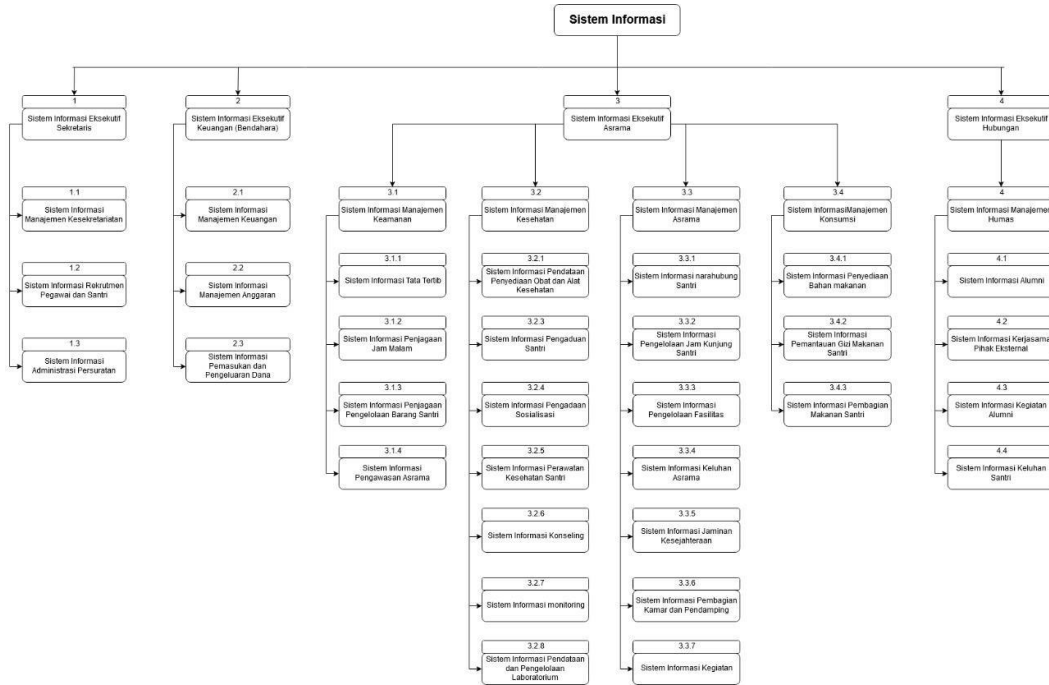 Sistem Informasi
1
Sistem Informasi Eksekutif
Sekretaris
1.1
Sistem Informasi
Manajemen Kesekretariatan
1.2
Sistem Informasi Rekrutmen
Pegawai dan Santri
1.3
Sistem Informasi
Administrasi Persuratan
2
Sistem Informasi Eksekutif
Keuangan (Bendahara)
2.1
Sistem Informasi
Manajemen Keuangan
2.2
Sistem Informasi
Manajemen Anggaran
2.3
Sistem Informasi
Pemasukan dan
Pengeluaran Dana
3
Sistem Informasi Eksekutif
Asrama
3.1
Sistem Informasi Manajemen
Keamanan
3.1.1
Sistem Informasi Tata Tertib
3.1.2
Sistem Informasi Penjagaan
Jam Malam
3.1.3
Sistem Informasi Penjagaan
Pengelolaan Barang Santri
3.1.4
Sistem Informasi
Pengawasan Asrama
3.2
Sistem Informasi Manajemen
Kesehatan
3.2.1
Sistem Informasi Pendataan
Penyediaan Obat dan Alat
Kesehatan
3.2.3
Sistem Informasi Pengaduan
Santri
3.2.4
Sistem Informasi Pengadaan
Sosialisasi
3.2.5
Sistem Informasi Perawatan
Kesehatan Santri
3.2.6
Sistem Informasi Konseling
3.2.7
Sistem Informasi monitoring
3.2.8
Sistem Informasi Pendataan
dan Pengelolaan
Laboratorium
3.3
Sistem Informasi Manajemen
Asrama
3.3.1
Sistem Informasi narahubung
Santri
3.3.2
Sistem Informasi
Pengelolaan Jam Kunjung
Santri
3.3.3
Sistem Informasi
Pengelolaan Fasilitas
3.3.4
Sistem Informasi Keluhan
Asrama
3.3.5
Sistem Informasi Jaminan
Kesejahteraan
3.3.6
Sistem Informasi Pembagian
Kamar dan Pendamping
3.3.7
Sistem Informasi Kegiatan
3.4
Sistem InformasiManajemen
Konsumsi
3.4.1
Sistem Informasi Penyediaan
Bahan makanan
3.4.2
Sistem Informasi
Pemantauan Gizi Makanan
Santri
3.4.3
Sistem Informasi Pembagian
Makanan Santri
4
Sistem Informasi Eksekutif
Hubungan
4
Sistem Informasi Manajemen
Humas
4.1
Sistem Informasi Alumni
4.2
Sistem Informasi Kerjasama
Pihak Eksternal
4.3
Sistem Informasi Kegiatan
Alumni
4.4
Sistem Informasi Keluhan
Santri